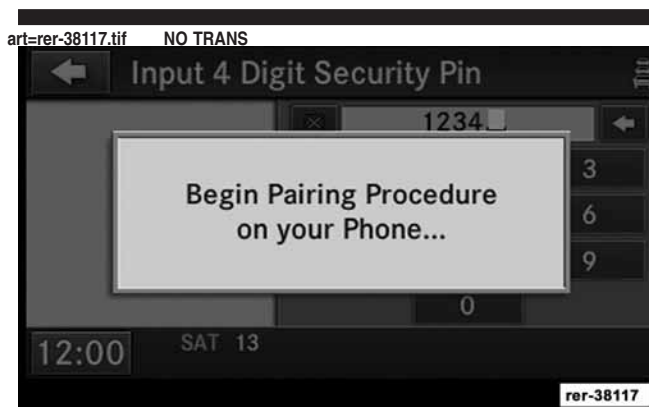 art=rer-38117.tif NO TRANS
Input 4 Digit Security Pin
1234
Begin Pairing Procedure
on your Phone...
3
6
9
0
12:00 SAT 13
rer-38117